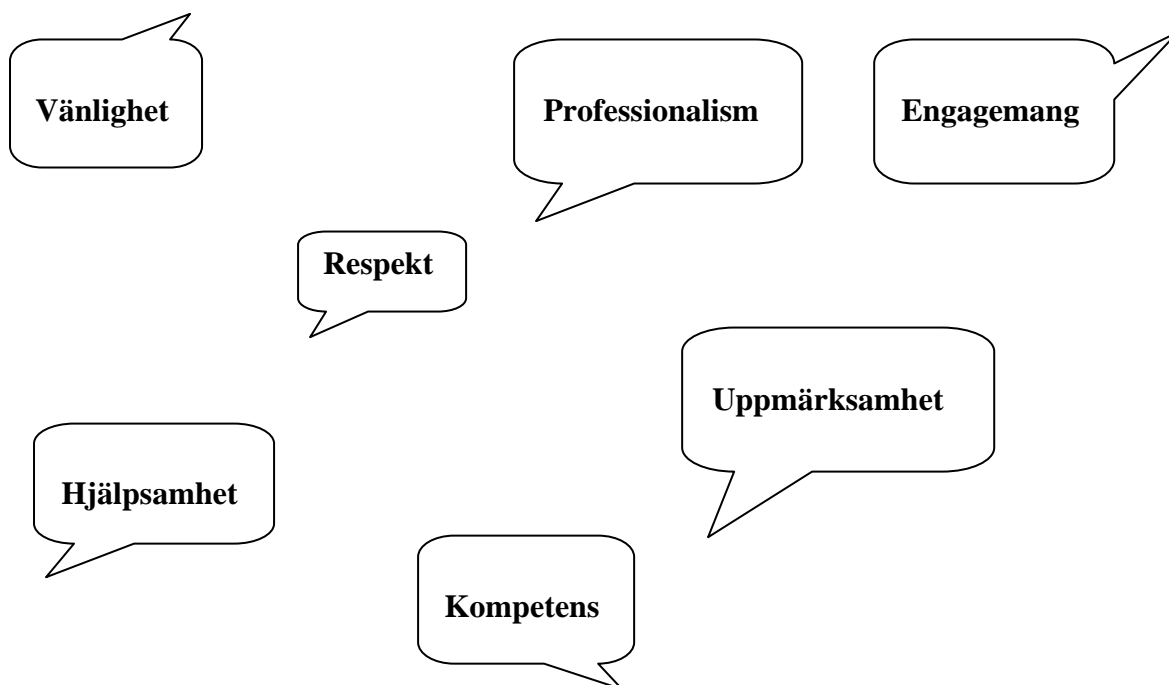 Vänlighet
Professionalism
Engagemang
Respekt
Uppmärksamhet
Hjälpsamhet
Kompetens